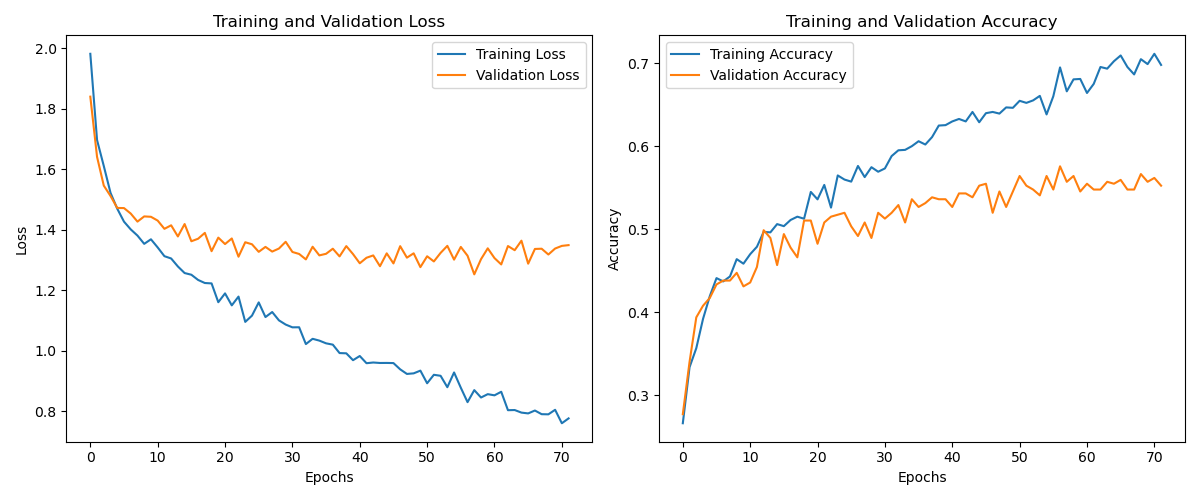 Training and Validation Loss
2.0
1.8
1.6
1.4
1.2
1.0
0.8
Loss
0 10 20 30 40 50 60 70
Epochs
Training Loss
Validation Loss
Training and Validation Accuracy
0.7
0.6
0.5
0.4
0.3
Accuracy
0 10 20 30 40 50 60 70
Epochs
Training Accuracy
Validation Accuracy